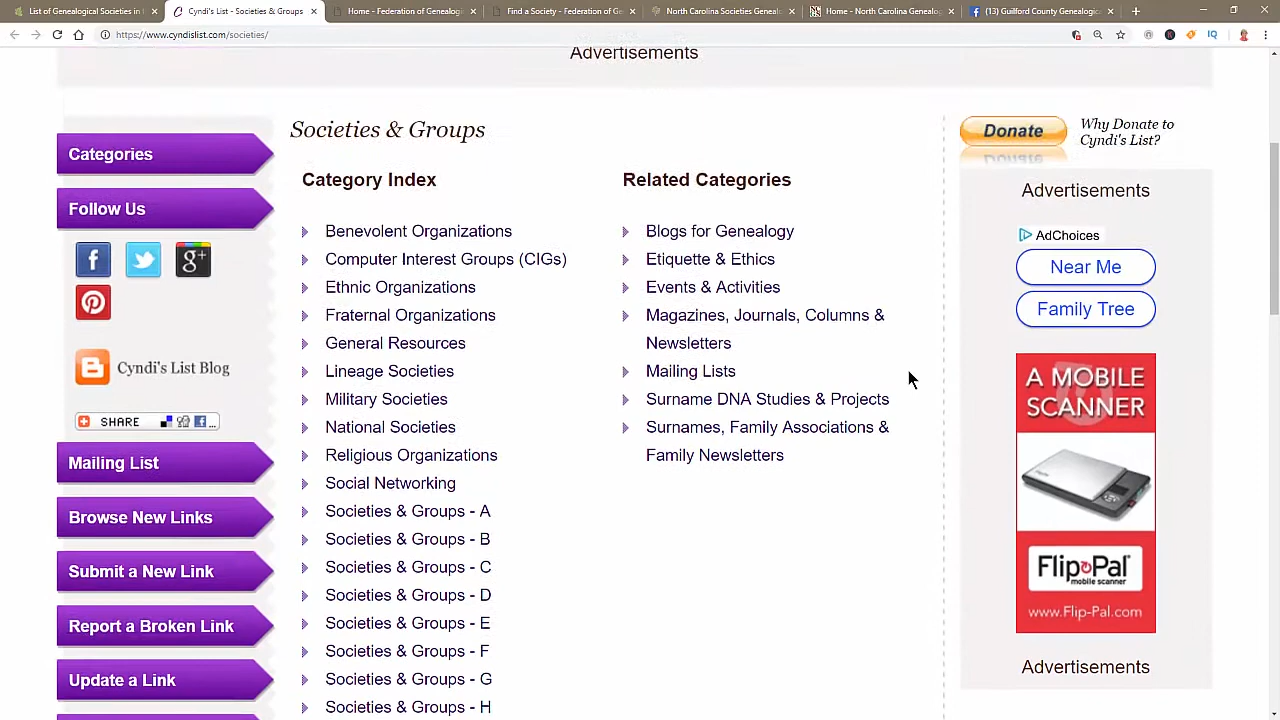 List of Genealogical Societies in
Cyndi's List - Societies & Groups
Home - Federation of Genealogic
Find a Society - Federation of Ge
North Carolina Societies Geneal
Home - North Carolina Genealog
(13) Guilford County Genealogic
https://www.cyndislist.com/societies/
IQ
Advertisements
Categories
Follow Us
Cyndi's List Blog
SHARE
Mailing List
Browse New Links
Submit a New Link
Report a Broken Link
Update a Link
Societies & Groups
Category Index
Benevolent Organizations
Computer Interest Groups (CIGs)
Ethnic Organizations
Fraternal Organizations
General Resources
Lineage Societies
Military Societies
National Societies
Religious Organizations
Social Networking
Societies & Groups - A
Societies & Groups - B
Societies & Groups - C
Societies & Groups - D
Societies & Groups - E
Societies & Groups - F
Societies & Groups - G
Societies & Groups - H
Related Categories
Blogs for Genealogy
Etiquette & Ethics
Events & Activities
Magazines, Journals, Columns &
Newsletters
Mailing Lists
Surname DNA Studies & Projects
Surnames, Family Associations &
Family Newsletters
Donate
Why Donate to
Cyndi's List?
Advertisements
AdChoices
Near Me
Family Tree
A MOBILE
SCANNER
Flip-Pal
mobile scanner
www.Flip-Pal.com
Advertisements